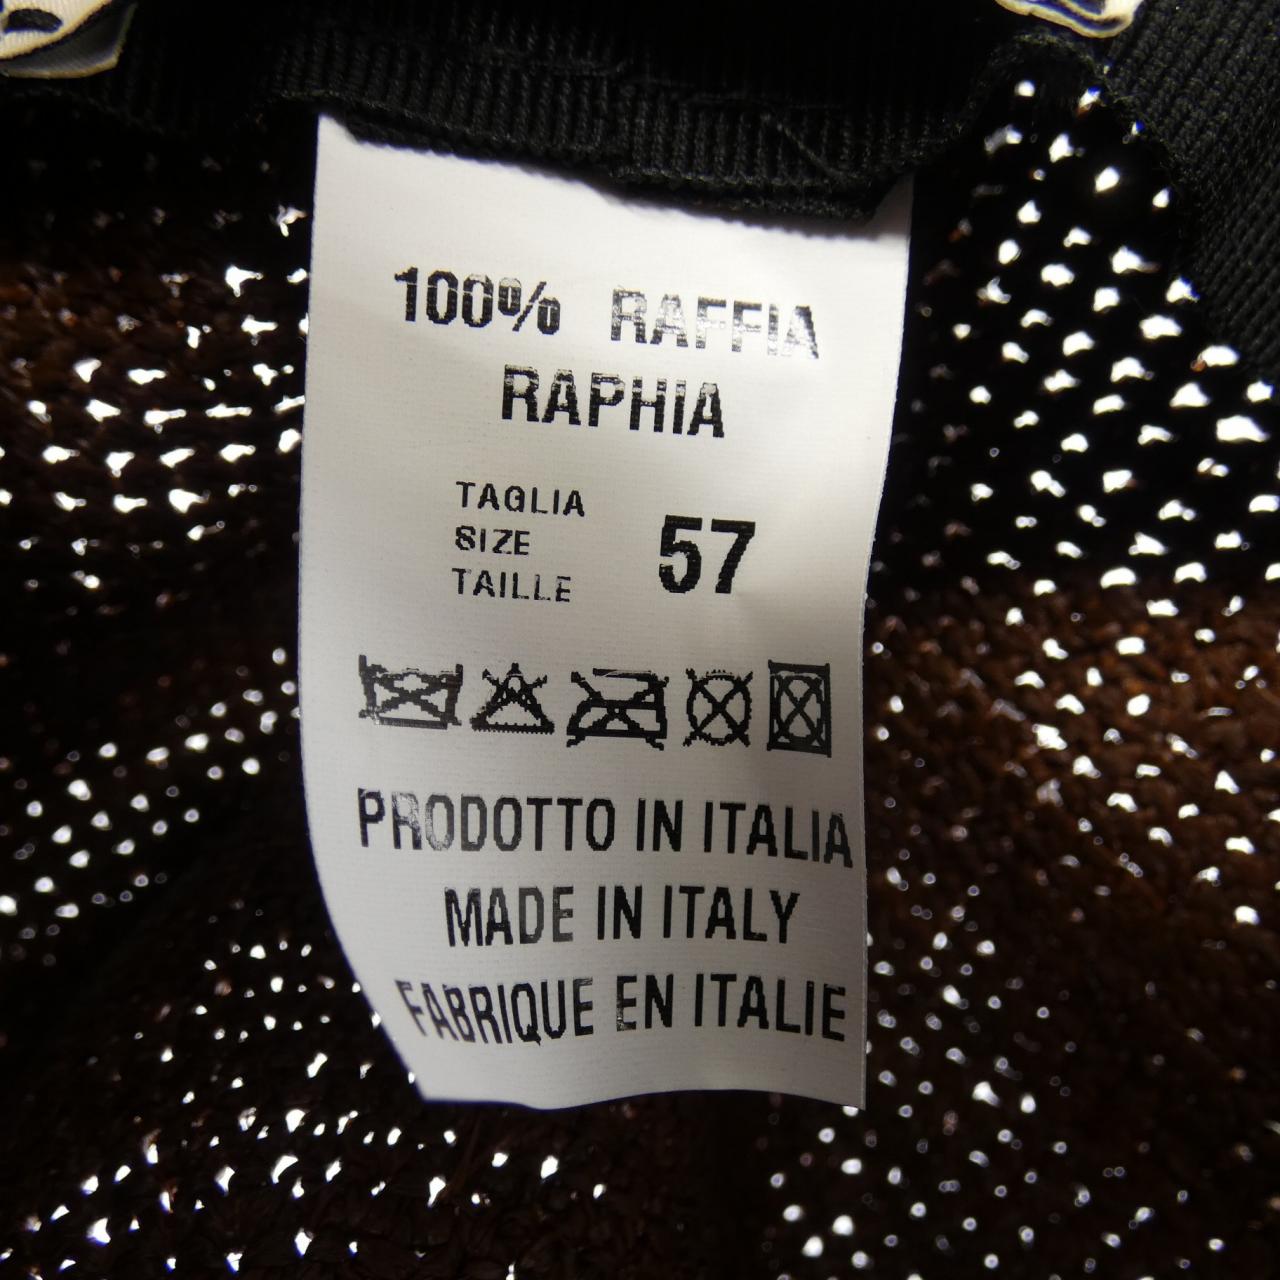 100% RAFFIA
RAPHIA
TAGLIA
SIZE
TAILLE
57
PRODOTTO IN ITALIA
MADE IN ITALY
FABRIQUE EN ITALIE